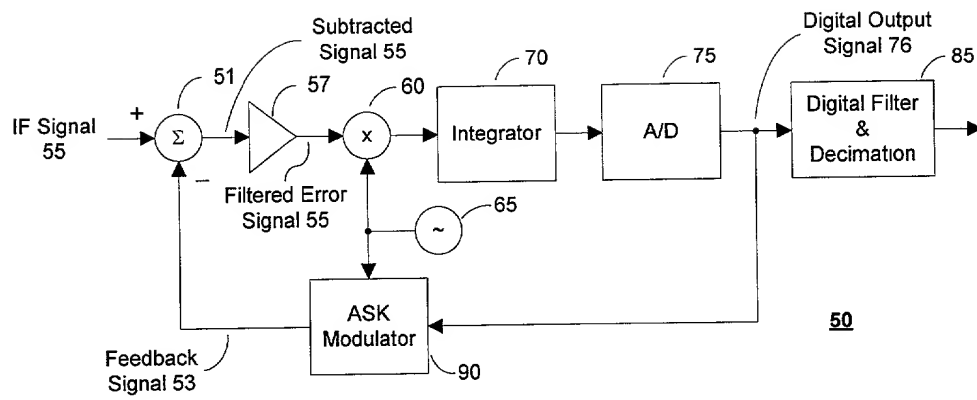 Subtracted
Signal 55
Digital Output
Signal 76
51
57
60
70
75
85
+
IF Signal
55
Σ
x
Integrator
A/D
Digital Filter
&
Decimation
−
Filtered Error
Signal 55
65
~
ASK
Modulator
50
Feedback
Signal 53
90